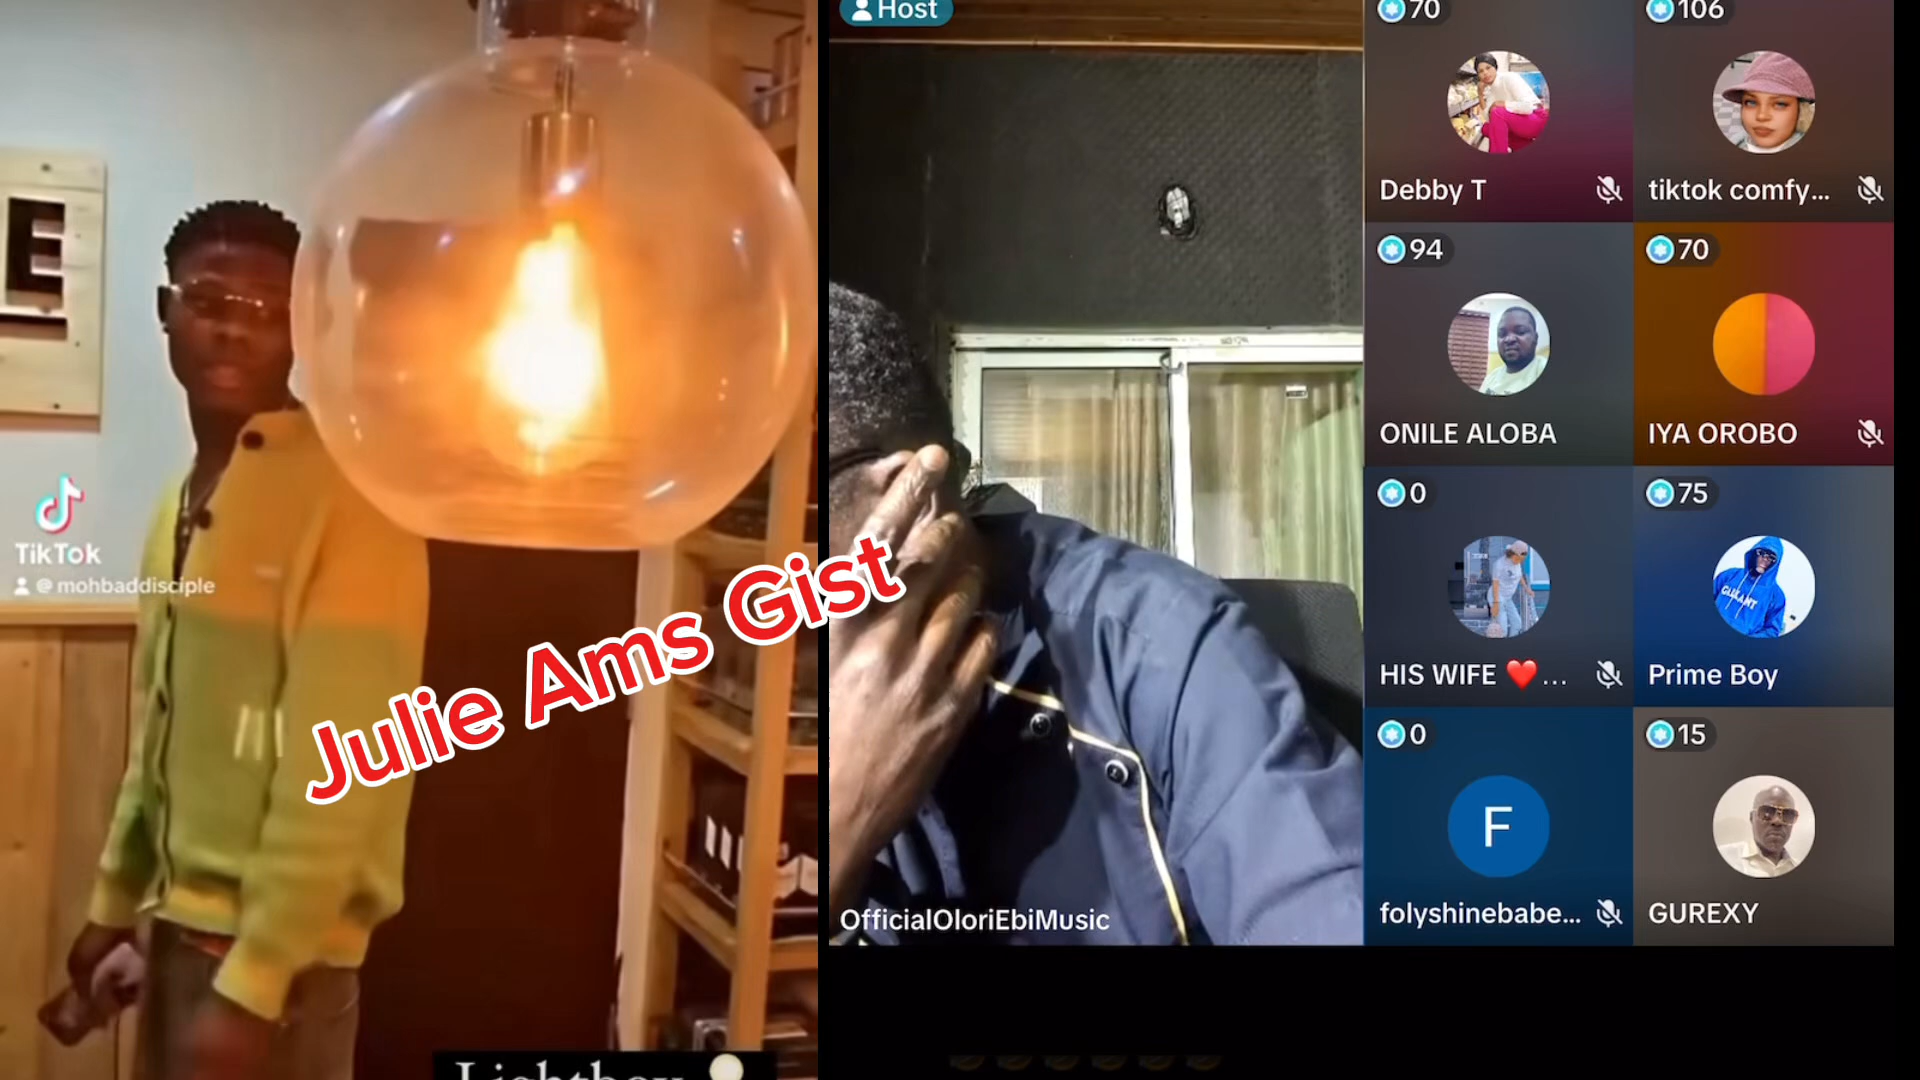 E
TikTok
@mohbaddisciple
Julie Ams Gist
Lightboy
Host
OfficialOloriEbiMusic
70
Debby T
106
tiktok comfy...
94
ONILE ALOBA
70
IYA OROBO
0
HIS WIFE ❤️...
75
Prime Boy
0
F
folyshinebabe...
15
GUREXY